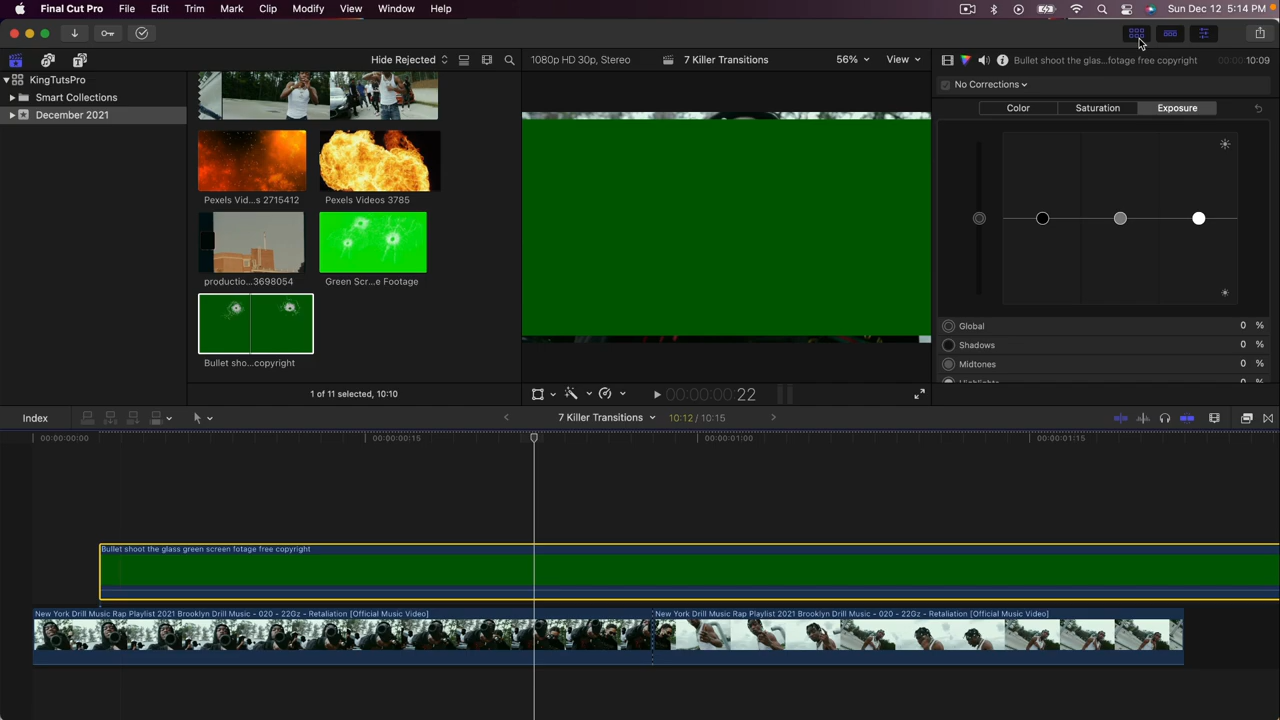 Final Cut Pro File Edit Trim Mark Clip Modify View Window Help Sun Dec 12 5:14 PM
Hide Rejected 1080p HD 30p, Stereo 7 Killer Transitions 56% View Bullet shoot the glas...fotage free copyright 00:00:10:09
KingTutsPro
Smart Collections
December 2021
No Corrections
Color Saturation Exposure
Pexels Vid...s 2715412 Pexels Videos 3785
productio...3698054 Green Scr...e Footage
Bullet sho...copyright
Global 0 %
Shadows 0 %
Midtones 0 %
Highlights 0 %
1 of 11 selected, 10:10
00:00:00:22
Index 7 Killer Transitions 10:12 / 10:15
00:00:00:00 00:00:00:15 00:00:01:00 00:00:01:15
Bullet shoot the glass green screen fotage free copyright
New York Drill Music Rap Playlist 2021 Brooklyn Drill Music - 020 - 22Gz - Retaliation [Official Music Video] New York Drill Music Rap Playlist 2021 Brooklyn Drill Music - 020 - 22Gz - Retaliation [Official Music Video]